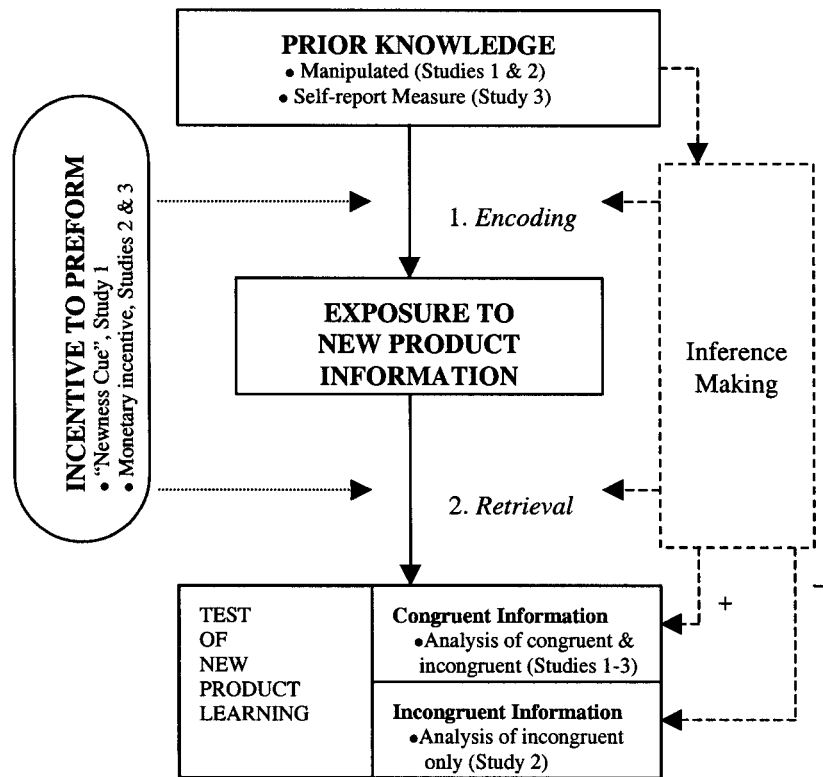 PRIOR KNOWLEDGE
• Manipulated (Studies 1 & 2)
• Self-report Measure (Study 3)
INCENTIVE TO PREFORM
• “Newness Cue”, Study 1
• Monetary incentive, Studies 2 & 3
1. Encoding
EXPOSURE TO
NEW PRODUCT
INFORMATION
Inference
Making
2. Retrieval
+
–
TEST
OF
NEW
PRODUCT
LEARNING
Congruent Information
•Analysis of congruent &
incongruent (Studies 1-3)
Incongruent Information
•Analysis of incongruent
only (Study 2)